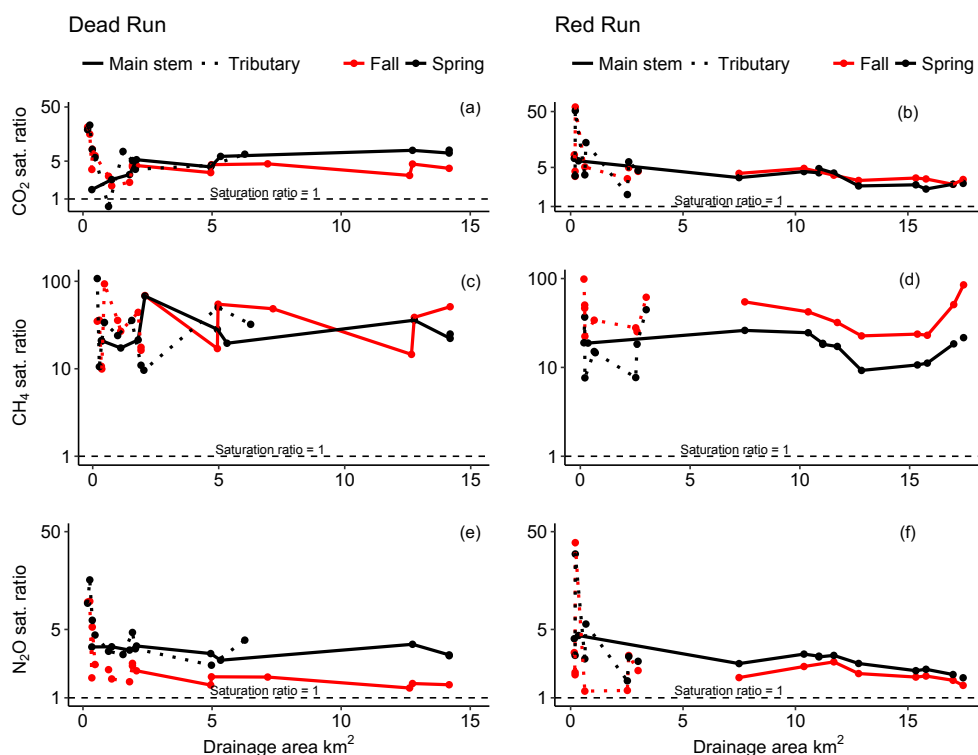 Dead Run Red Run
Main stem Tributary Fall Spring Main stem Tributary Fall Spring
(a) (b)
CO₂ sat. ratio
50
5
1
Saturation ratio = 1
0 5 10 15
50
5
1
Saturation ratio = 1
0 5 10 15
(c) (d)
CH₄ sat. ratio
100
10
1
Saturation ratio = 1
0 5 10 15
100
10
1
Saturation ratio = 1
0 5 10 15
(e) (f)
N₂O sat. ratio
50
5
1
Saturation ratio = 1
0 5 10 15
Drainage area km²
50
5
1
Saturation ratio = 1
0 5 10 15
Drainage area km²